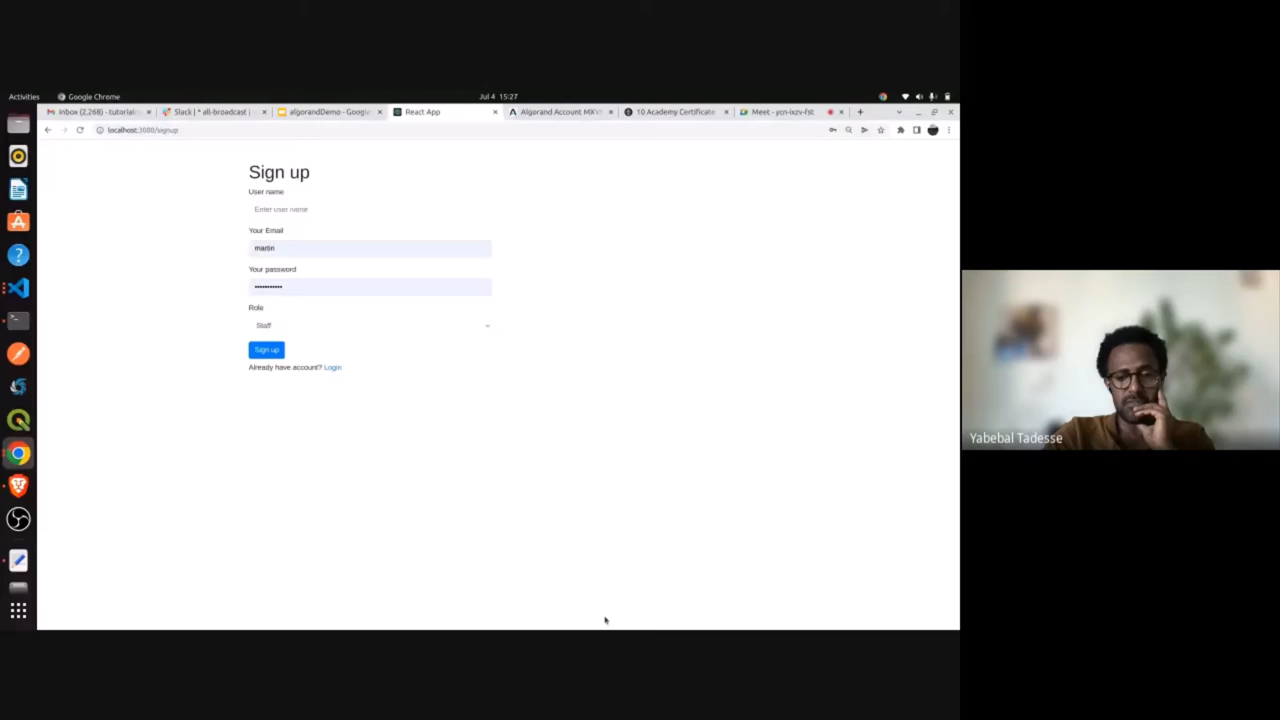 Activities
Google Chrome
Jul 4 15:27
Inbox (2,268) - tutorial
Slack | * all-broadcast |
algorandDemo - Google
React App
Algorand Account MX
10 Academy Certificate
Meet - ycn-ixzv-fst
localhost:3000/signup
Sign up
User name
Enter user name
Your Email
martin
Your password
••••••••••••
Role
Staff
Sign up
Already have account? Login
Yabebal Tadesse